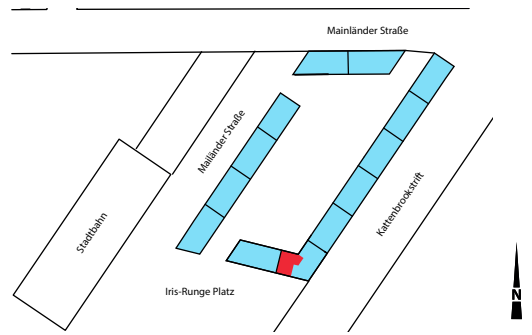 Mainländer Straße
Mailänder Straße
Stadtbahn
Kattenbrookstrift
Iris-Runge Platz
N